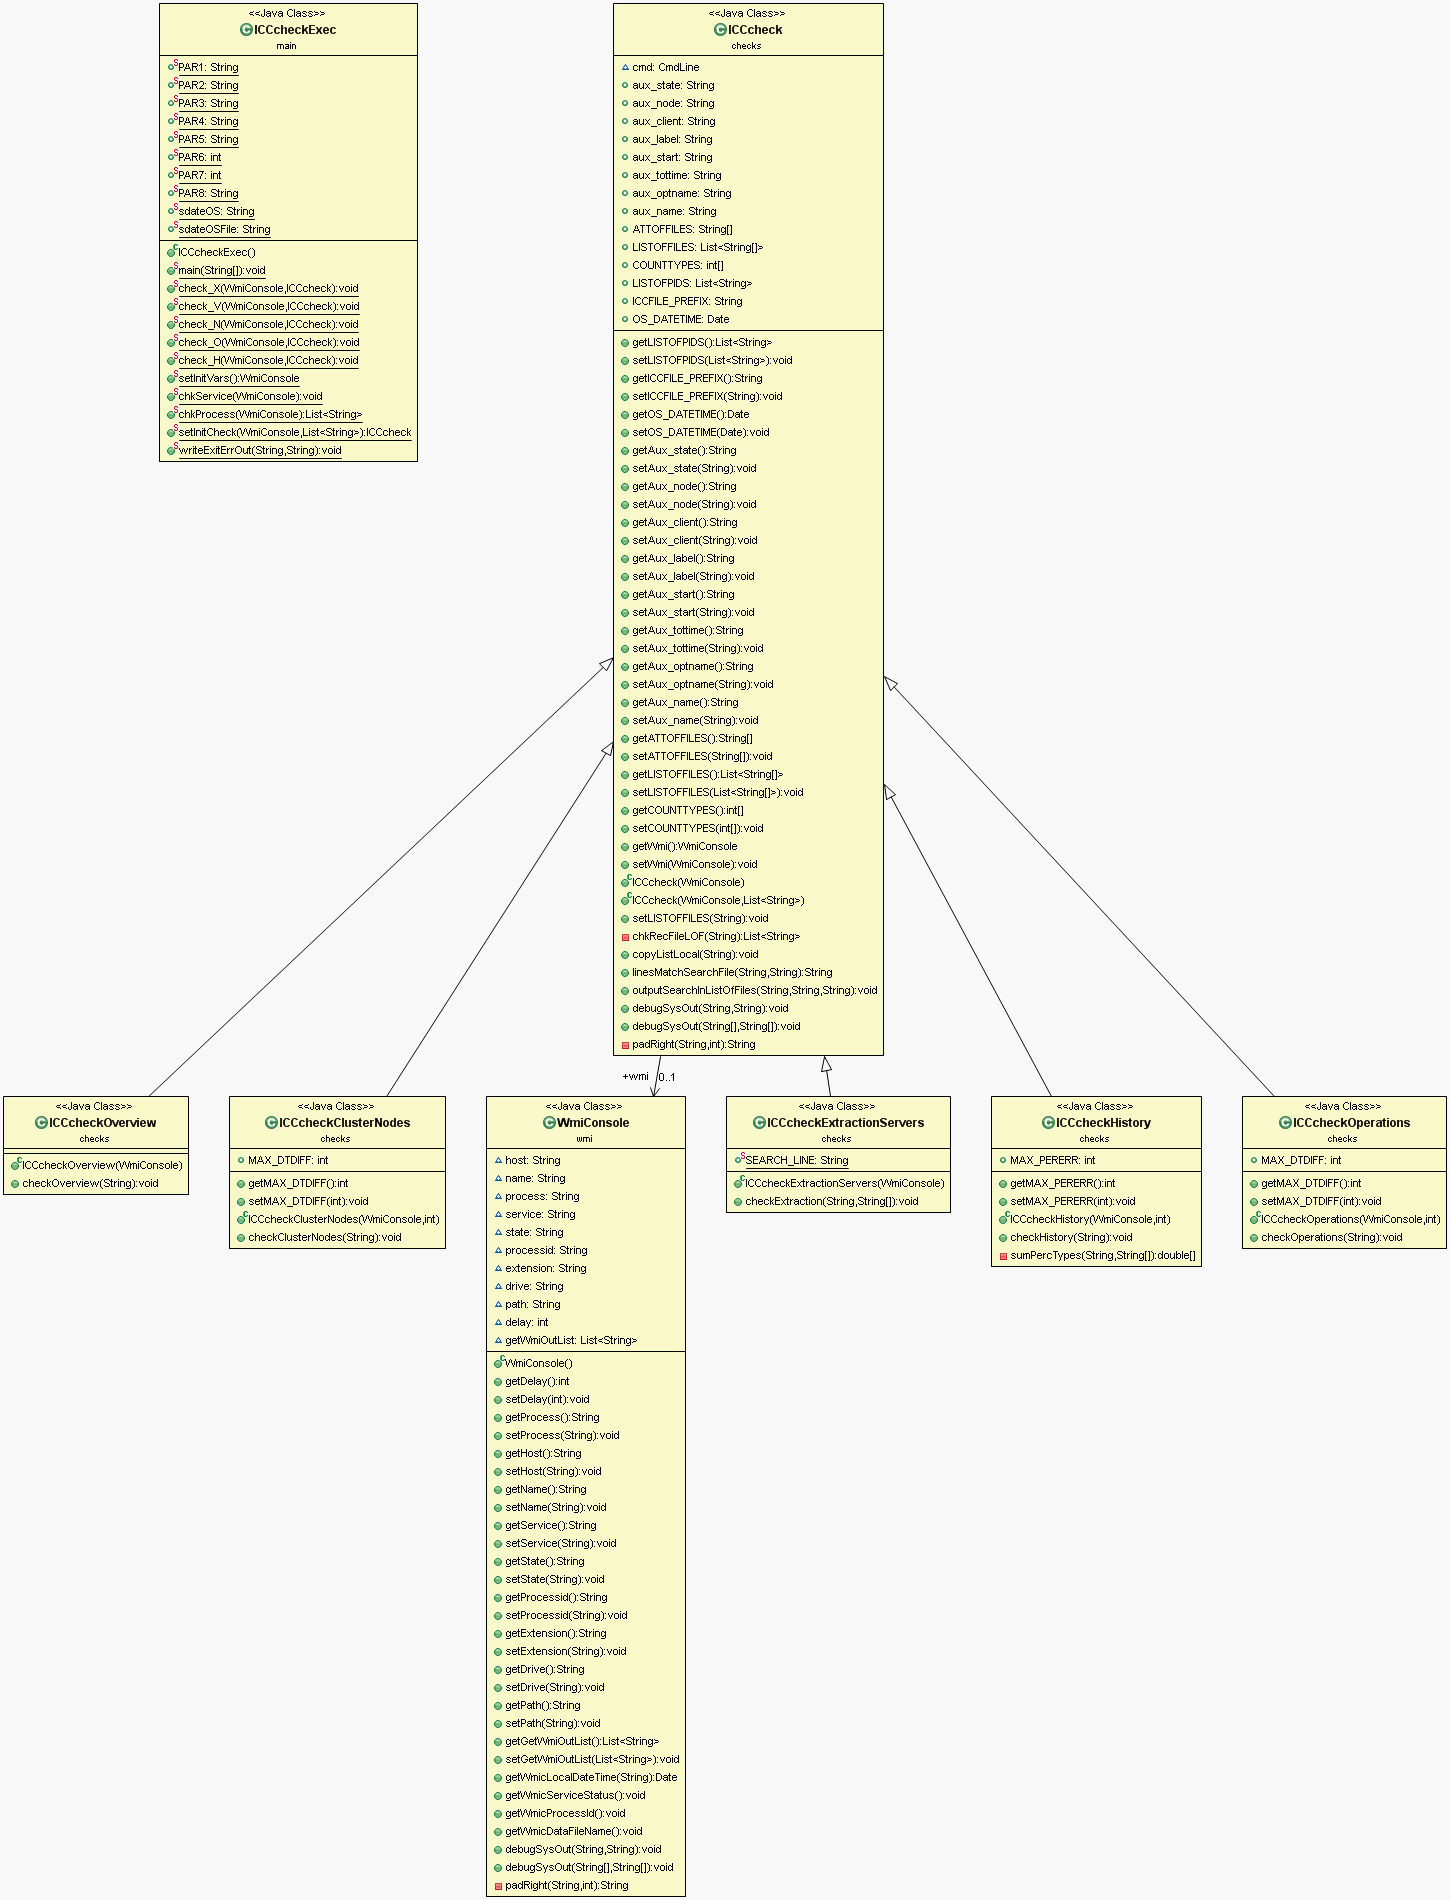 <<Java Class>>
ICCcheckExec
main
PAR1: String
PAR2: String
PAR3: String
PAR4: String
PAR5: String
PAR6: int
PAR7: int
PAR8: String
sdateOS: String
sdateOSFile: String
ICCcheckExec()
main(String[]):void
check_X(WmiConsole,ICCcheck):void
check_V(WmiConsole,ICCcheck):void
check_N(WmiConsole,ICCcheck):void
check_O(WmiConsole,ICCcheck):void
check_H(WmiConsole,ICCcheck):void
setInitVars():WmiConsole
chkService(WmiConsole):void
chkProcess(WmiConsole):List<String>
setInitCheck(WmiConsole,List<String>):ICCcheck
writeExitErrOut(String,String):void
<<Java Class>>
ICCcheck
checks
cmd: CmdLine
aux_state: String
aux_node: String
aux_client: String
aux_label: String
aux_start: String
aux_tottime: String
aux_optname: String
aux_name: String
ATTOFFILES: String[]
LISTOFFILES: List<String[]>
COUNTTYPES: int[]
LISTOFPIDS: List<String>
ICCFILE_PREFIX: String
OS_DATETIME: Date
getLISTOFPIDS():List<String>
setLISTOFPIDS(List<String>):void
getICCFILE_PREFIX():String
setICCFILE_PREFIX(String):void
getOS_DATETIME():Date
setOS_DATETIME(Date):void
getAux_state():String
setAux_state(String):void
getAux_node():String
setAux_node(String):void
getAux_client():String
setAux_client(String):void
getAux_label():String
setAux_label(String):void
getAux_start():String
setAux_start(String):void
getAux_tottime():String
setAux_tottime(String):void
getAux_optname():String
setAux_optname(String):void
getAux_name():String
setAux_name(String):void
getATTOFFILES():String[]
setATTOFFILES(String[]):void
getLISTOFFILES():List<String[]>
setLISTOFFILES(List<String[]>):void
getCOUNTTYPES():int[]
setCOUNTTYPES(int[]):void
getWmi():WmiConsole
setWmi(WmiConsole):void
ICCcheck(WmiConsole)
ICCcheck(WmiConsole,List<String>)
setLISTOFFILES(String):void
chkRecFileLOF(String):List<String>
copyListLocal(String):void
linesMatchSearchFile(String,String):String
outputSearchInListOfFiles(String,String,String):void
debugSysOut(String,String):void
debugSysOut(String[],String[]):void
padRight(String,int):String
+wmi 0..1
<<Java Class>>
ICCcheckOverview
checks
ICCcheckOverview(WmiConsole)
checkOverview(String):void
<<Java Class>>
ICCcheckClusterNodes
checks
MAX_DTDIFF: int
getMAX_DTDIFF():int
setMAX_DTDIFF(int):void
ICCcheckClusterNodes(WmiConsole,int)
checkClusterNodes(String):void
<<Java Class>>
WmiConsole
wmi
host: String
name: String
process: String
service: String
state: String
processid: String
extension: String
drive: String
path: String
delay: int
getWmiOutList: List<String>
WmiConsole()
getDelay():int
setDelay(int):void
getProcess():String
setProcess(String):void
getHost():String
setHost(String):void
getName():String
setName(String):void
getService():String
setService(String):void
getState():String
setState(String):void
getProcessid():String
setProcessid(String):void
getExtension():String
setExtension(String):void
getDrive():String
setDrive(String):void
getPath():String
setPath(String):void
getGetWmiOutList():List<String>
setGetWmiOutList(List<String>):void
getWmicLocalDateTime(String):Date
getWmicServiceStatus():void
getWmicProcessId():void
getWmicDataFileName():void
debugSysOut(String,String):void
debugSysOut(String[],String[]):void
padRight(String,int):String
<<Java Class>>
ICCcheckExtractionServers
checks
SEARCH_LINE: String
ICCcheckExtractionServers(WmiConsole)
checkExtraction(String,String[]):void
<<Java Class>>
ICCcheckHistory
checks
MAX_PERERR: int
getMAX_PERERR():int
setMAX_PERERR(int):void
ICCcheckHistory(WmiConsole,int)
checkHistory(String):void
sumPercTypes(String,String[]):double[]
<<Java Class>>
ICCcheckOperations
checks
MAX_DTDIFF: int
getMAX_DTDIFF():int
setMAX_DTDIFF(int):void
ICCcheckOperations(WmiConsole,int)
checkOperations(String):void